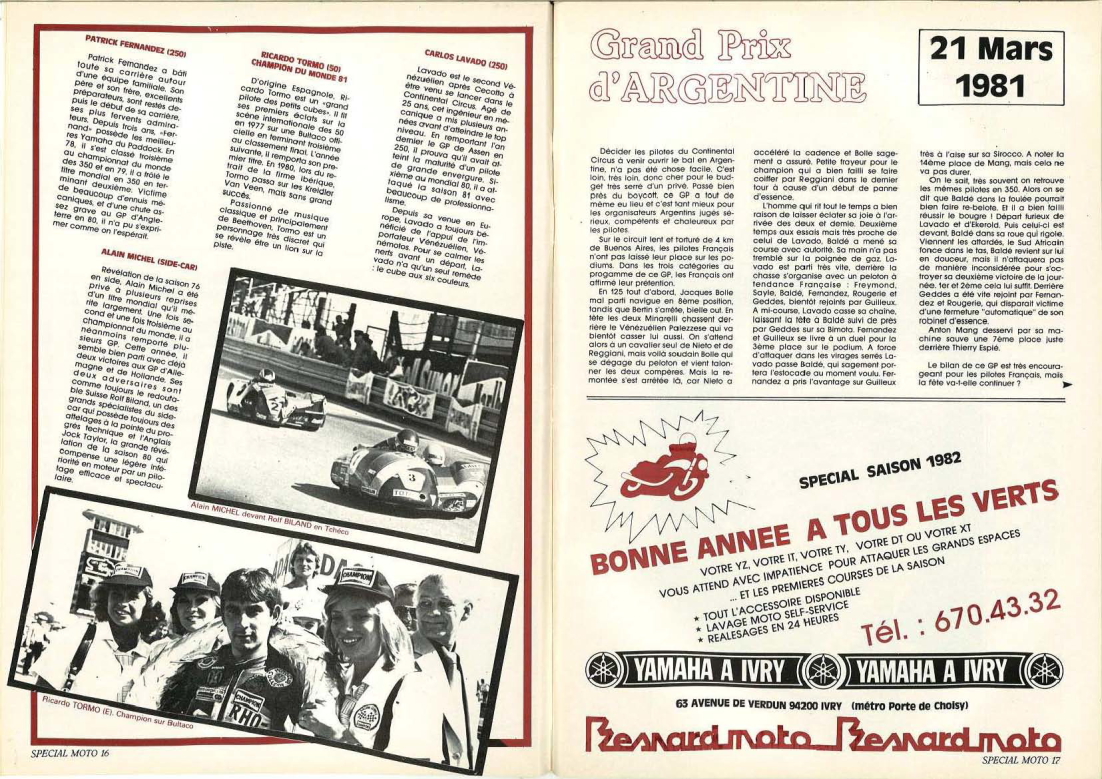 PATRICK FERNANDEZ (250)
Patrick Fernandez a bâti
toute sa carrière autour
d'une équipe familiale. Son
père et son frère, excellents
préparateurs, sont restés de-
puis le début de sa carrière,
ses plus fervents admira-
teurs. Depuis trois ans, «Fer-
nand» possède les meilleu-
res Yamaha du Paddock. En
78, il s'est classé troisième
au championnat du monde
des 350 et en 79, il a frôlé le
titre mondial en 350 en ter-
minant deuxième. Victime
de beaucoup d'ennuis mé-
caniques, et d'une chute as-
sez grave au GP d'Angle-
terre en 80, il n'a pu s'expri-
mer comme on l'espérait.
ALAIN MICHEL (SIDE-CAR)
Révélation de la saison 76
en side, Alain Michel a été
privé à plusieurs reprises
d'un titre mondial qu'il mé-
rite largement. Une fois se-
cond et une fois troisième au
championnat du monde, il a
néanmoins remporté plu-
sieurs GP. Cette année, il
semble bien parti avec déjà
deux victoires aux GP d'Alle-
magne et de Hollande. Ses
deux adversaires sont
comme toujours le redouta-
ble Suisse Rolf Biland, un des
grands spécialistes du side-
car qui possède toujours des
attelages à la pointe du pro-
grès technique et l'Anglais
Jock Taylor, la grande révé-
lation de la saison 80 qui
compense une légère infé-
riorité en moteur par un pilo-
tage efficace et spectacu-
laire.
RICARDO TORMO (50)
CHAMPION DU MONDE 81
D'origine Espagnole, Ri-
cardo Tormo est un «grand
pilote des petits cubes». Il fit
ses premiers éclats sur la
scène internationale des 50
en 1977 sur une Bultaco offi-
cielle en terminant troisième
au classement final. L'année
suivante, il remporta son pre-
mier titre. En 1980, lors du re-
trait de la firme Ibérique,
Tormo passa sur les Kreidler
Van Veen, mais sans grand
succès.
Passionné de musique
classique et principalement
de Beethoven, Tormo est un
personnage très discret qui
se révèle être un lion sur la
piste.
CARLOS LAVADO (250)
Lavado est le second Vé-
nézuélien après Cecotto à
être venu se lancer dans le
Continental Circus. Agé de
25 ans, cet ingénieur en mé-
canique a mis plusieurs an-
nées avant d'atteindre le top
niveau. En remportant l'an
dernier le GP de Assen en
250, il prouva qu'il avait at-
teint la maturité d'un pilote
de grande envergure. Si-
xième au mondial 80, il a at-
taqué la saison 81 avec
beaucoup de professionna-
lisme.
Depuis sa venue en Eu-
rope, Lavado a toujours bé-
néficié de l'appui de l'im-
portateur Vénézuélien, Ve-
némotos. Pour se calmer les
nerfs avant un départ, La-
vado n'a qu'un seul remède
: le cube aux six couleurs.
Alain MICHEL devant Rolf BILAND en Tchéco
Ricardo TORMO (E). Champion sur Bultaco
SPECIAL MOTO 16
Grand Prix
d'ARGENTINE
21 Mars
1981
Décider les pilotes du Continental
Circus à venir ouvrir le bal en Argen-
tine, n'a pas été chose facile. C'est
loin, très loin, donc cher pour le bud-
get très serré d'un privé. Passé bien
près du boycott, cé GP a tout de
même eu lieu et c'est tant mieux pour
les organisateurs Argentins jugés sé-
rieux, compétents et chaleureux par
les pilotes.
Sur le circuit lent et torturé de 4 km
de Buenos Aires, les pilotes Français
n'ont pas laissé leur place sur les po-
diums. Dans les trois catégories au
programme de ce GP, les Français ont
affirmé leur prétention.
En 125 tout d'abord, Jacques Bolle
mal parti navigue en 8ème position,
tandis que Bertin s'arrète, bielle out. En
tête les deux Minarelli chassent der-
rière le Vénézuélien Palezzese qui va
bientôt casser lui aussi. On s'attend
alors à un cavalier seul de Nieto et de
Reggiani, mais voilà soudain Bolle qui
se dégage du peloton et vient talon-
ner les deux compères. Mais la re-
montée s'est arrêtée là, car Nieto a
accéléré la cadence et Bolle sage-
ment a assuré. Petite frayeur pour le
champion qui a bien failli se faire
coiffer par Reggiani dans le dernier
tour à cause d'un début de panne
d'essence.
L'homme qui rit tout le temps a bien
raison de laisser éclater sa joie à l'ar-
rivée des deux et demie. Deuxième
temps aux essais mais très proche de
celui de Lavado, Baldé a mené sa
course avec autorité. Sa main n'a pas
tremblé sur la poignée de gaz. La-
vado est parti très vite, derrière la
chasse s'organise avec un peloton à
tendance Française : Freymond,
Sayle, Baldé, Fernandez, Rougerie et
Geddes, bientôt rejoints par Guilleux.
A mi-course, Lavado casse sa chaîne,
laissant la tête à Baldé suivi de près
par Geddes sur sa Bimota. Fernandez
et Guilleux se livre à un duel pour la
3ème place sur le podium. A force
d'attaquer dans les virages serrés La-
vado passe Baldé, qui sagement por-
tera l'estocade au moment voulu. Fer-
nandez a pris l'avantage sur Guilleux
très à l'aise sur sa Sirocco. A noter la
14ème place de Mang, mais cela ne
va pas durer.
On le sait, très souvent on retrouve
les mêmes pilotes en 350. Alors on se
dit que Baldé dans la foulée pourrait
bien faire re-belote. Et il a bien failli
réussir le bougre ! Départ furieux de
Lavado et d'Ekerold. Puis celui-ci est
devant, Baldé dans sa roue qui rigole.
Viennent les attardés, le Sud Africain
fonce dans le tas, Baldé revient sur lui
en douceur, mais il n'attaquera pas
de manière inconsidérée pour s'oc-
troyer sa deuxième victoire de la jour-
née. 1er et 2ème cela lui suffit. Derrière
Geddes a été vite rejoint par Fernan-
dez et Rougerie, qui disparait victime
d'une fermeture "automatique" de son
robinet d'essence.
Anton Mang desservi par sa ma-
chine sauve une 7ème place juste
derrière Thierry Espié.
Le bilan de ce GP est très encoura-
geant pour les pilotes Français, mais
la fête va-t-elle continuer ?
SPECIAL SAISON 1982
BONNE ANNEE A TOUS LES VERTS
VOTRE YZ, VOTRE IT, VOTRE TY, VOTRE DT OU VOTRE XT
VOUS ATTEND AVEC IMPATIENCE POUR ATTAQUER LES GRANDS ESPACES
... ET LES PREMIERES COURSES DE LA SAISON
★ TOUT L'ACCESSOIRE DISPONIBLE
★ LAVAGE MOTO SELF-SERVICE
★ REALESAGES EN 24 HEURES
Tél. : 670.43.32
YAMAHA A IVRY YAMAHA A IVRY
63 AVENUE DE VERDUN 94200 IVRY (métro Porte de Choisy)
Besnard moto Besnard moto
SPECIAL MOTO 17